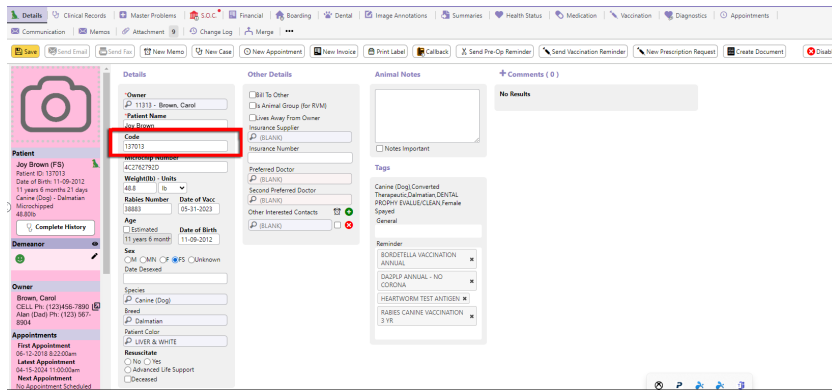 Details Clinical Records Master Problems S.O.C. Financial Boarding Dental Image Annotations Summaries Health Status Medication Vaccination Diagnostics Appointments
Communication Memos Attachment 9 Change Log Merge •••
Save Send Email Send Fax New Memo New Case New Appointment New Invoice Print Label Callback Send Pre-Op Reminder Send Vaccination Reminder New Prescription Request Create Document Disabl
Patient
Joy Brown (FS)
Patient ID: 137013
Date of Birth: 11-09-2012
11 years 6 months 21 days
Canine (Dog) - Dalmatian
Microchipped
48.80lb
Complete History
Demeanor
Owner
Brown, Carol
CELL Ph: (123)456-7890
Alan (Dad) Ph: (123) 567-
8904
Appointments
First Appointment
06-12-2018 8:22:00am
Latest Appointment
04-15-2024 11:00:00am
Next Appointment
No Appointment Scheduled
Details
*Owner
11313 - Brown, Carol
*Patient Name
Joy Brown
Code
137013
Microchip Number
4C2762792D
Weight(lb) - Units
48.8 lb
Rabies Number Date of Vacc
38883 05-31-2023
Age
Estimated Date of Birth
11 years 6 month 11-09-2012
Sex
M MN F FS Unknown
Date Desexed
Species
Canine (Dog)
Breed
Dalmatian
Patient Color
LIVER & WHITE
Resuscitate
No Yes
Advanced Life Support
Deceased
Other Details
Bill To Other
Is Animal Group (for RVM)
Lives Away From Owner
Insurance Supplier
(BLANK)
Insurance Number
Preferred Doctor
(BLANK)
Second Preferred Doctor
(BLANK)
Other Interested Contacts
(BLANK)
Animal Notes
Notes Important
Tags
Canine (Dog),Converted
Therapeutic,Dalmatian,DENTAL
PROPHY EVALUE/CLEAN,Female
Spayed
General
Reminder
BORDETELLA VACCINATION
ANNUAL
DA2PLP ANNUAL - NO
CORONA
HEARTWORM TEST ANTIGEN
RABIES CANINE VACCINATION
3 YR
+ Comments ( 0 )
No Results